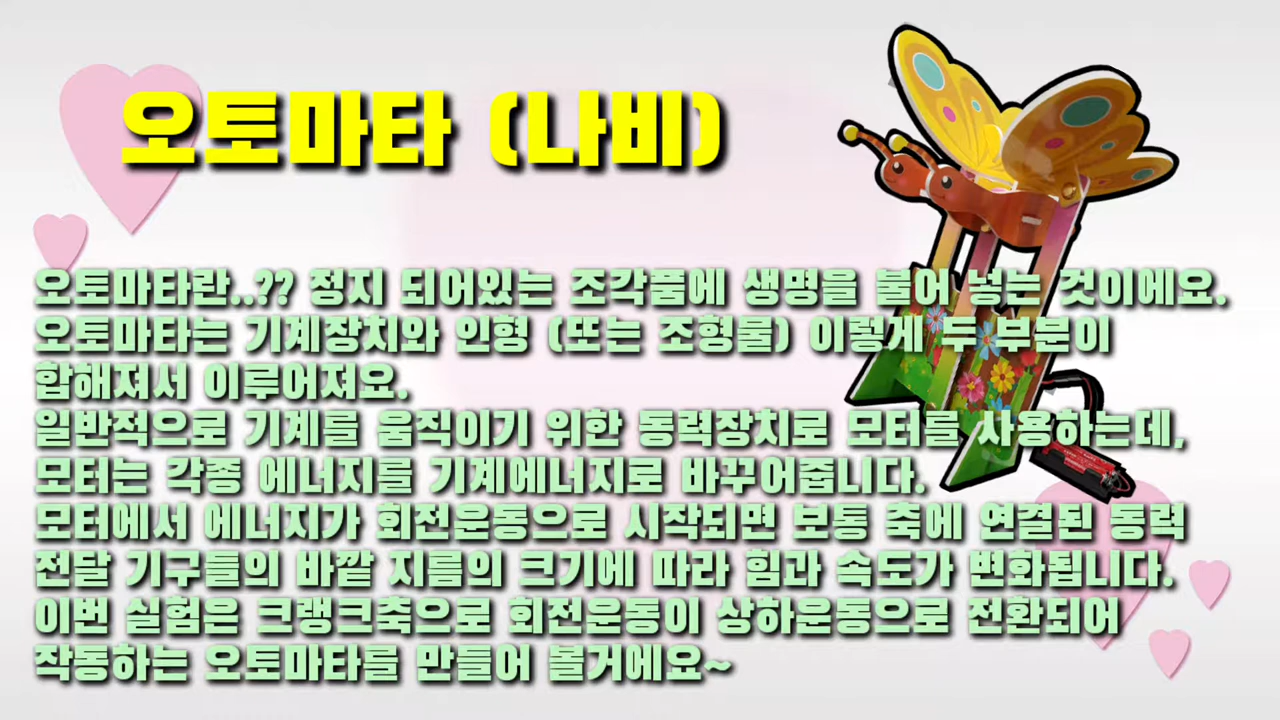 오토마타 (나비)
오토마타란..?? 정지 되어있는 조각품에 생명을 불어 넣는 것이에요.
오토마타는 기계장치와 인형 (또는 조형물) 이렇게 두 부분이
합해져서 이루어져요.
일반적으로 기계를 움직이기 위한 동력장치로 모터를 사용하는데,
모터는 각종 에너지를 기계에너지로 바꾸어줍니다.
모터에서 에너지가 회전운동으로 시작되면 보통 축에 연결된 동력
전달 기구들의 바깥 지름의 크기에 따라 힘과 속도가 변화됩니다.
이번 실험은 크랭크축으로 회전운동이 상하운동으로 전환되어
작동하는 오토마타를 만들어 볼거에요~